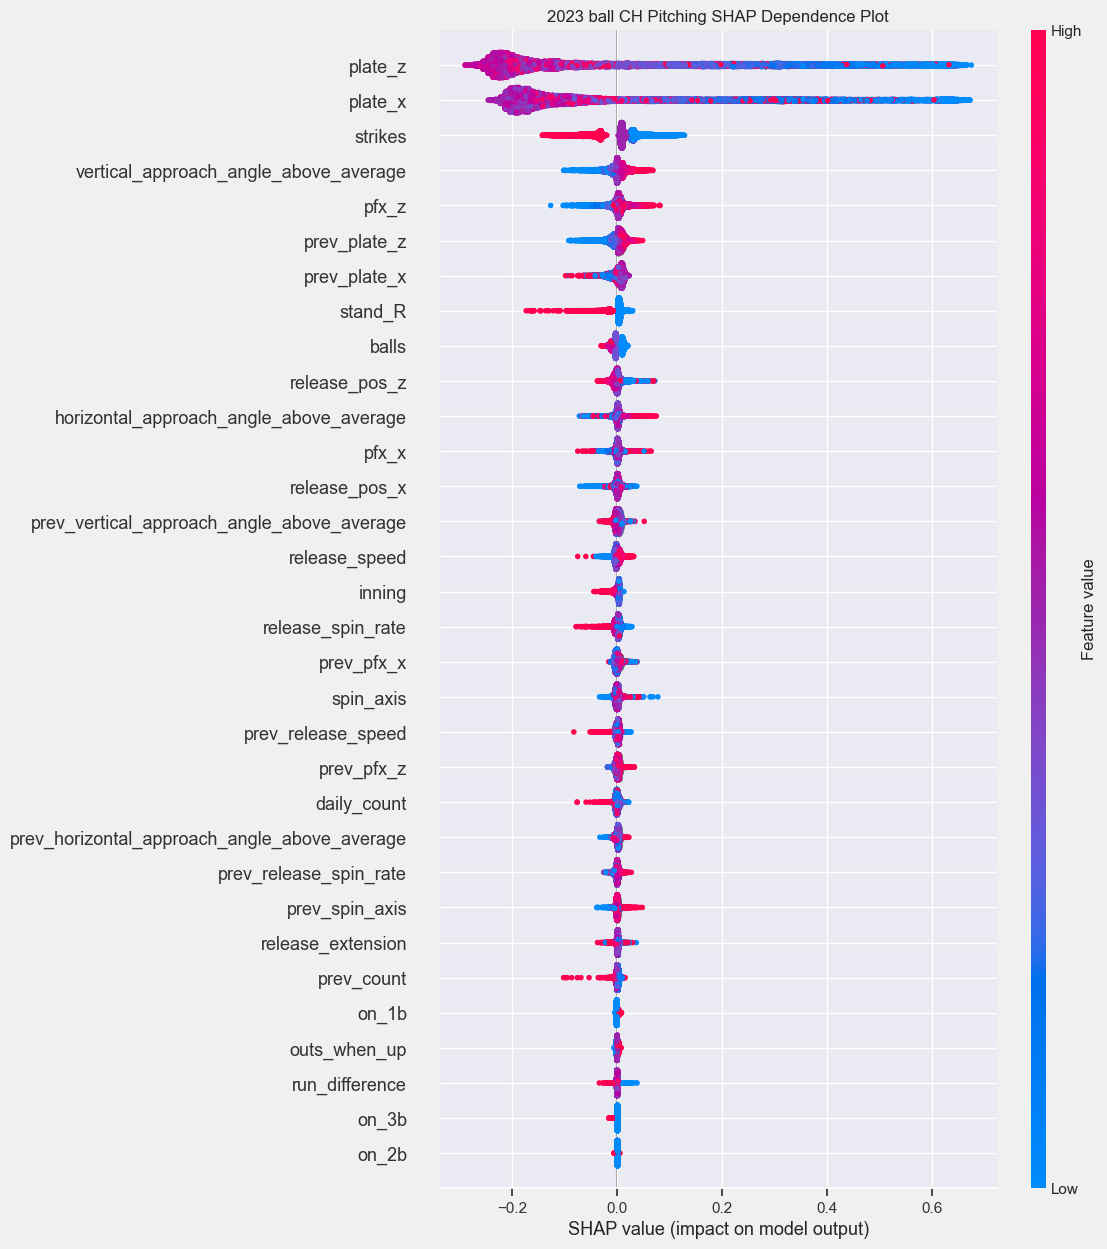 2023 ball CH Pitching SHAP Dependence Plot
High
plate_z
plate_x
strikes
vertical_approach_angle_above_average
pfx_z
prev_plate_z
prev_plate_x
stand_R
balls
release_pos_z
horizontal_approach_angle_above_average
pfx_x
release_pos_x
prev_vertical_approach_angle_above_average
release_speed
inning
release_spin_rate
prev_pfx_x
spin_axis
prev_release_speed
prev_pfx_z
daily_count
prev_horizontal_approach_angle_above_average
prev_release_spin_rate
prev_spin_axis
release_extension
prev_count
on_1b
outs_when_up
run_difference
on_3b
on_2b
Feature value
Low
−0.2 0.0 0.2 0.4 0.6
SHAP value (impact on model output)